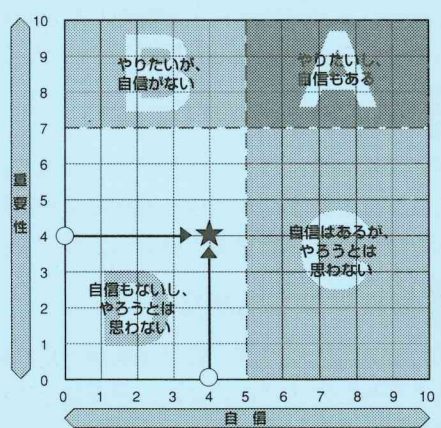 10
9
8
7
6
5
4
3
2
1
0
重要性
B
やりたいが、
自信がない
A
やりたいし、
自信もある
自信はあるが、
やろうとは
思わない
D
自信もないし、
やろうとは
思わない
0 1 2 3 4 5 6 7 8 9 10
自 信